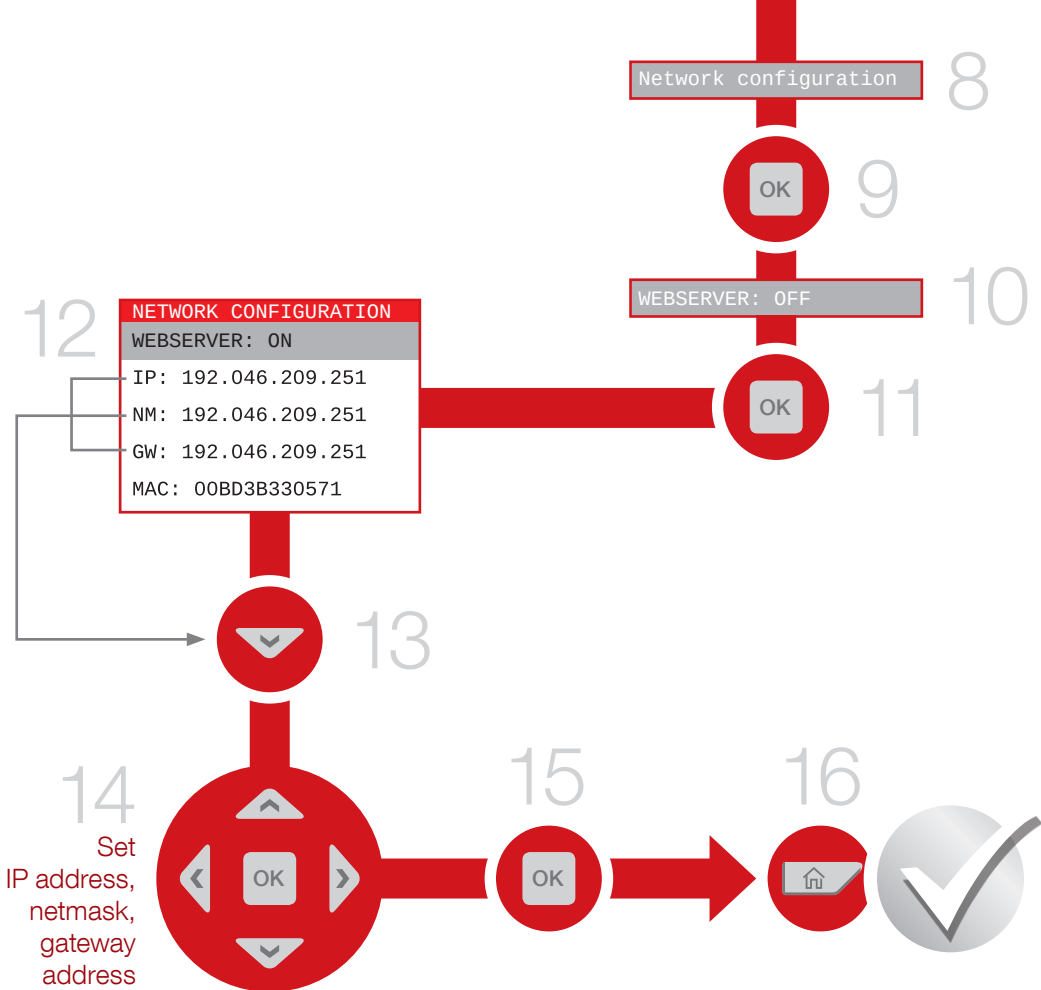 Network configuration
8
OK
9
WEBSERVER: OFF
10
OK
11
12
NETWORK CONFIGURATION
WEBSERVER: ON
IP: 192.046.209.251
NM: 192.046.209.251
GW: 192.046.209.251
MAC: 00BD3B330571
13
14
Set
IP address,
netmask,
gateway
address
OK
15
OK
16